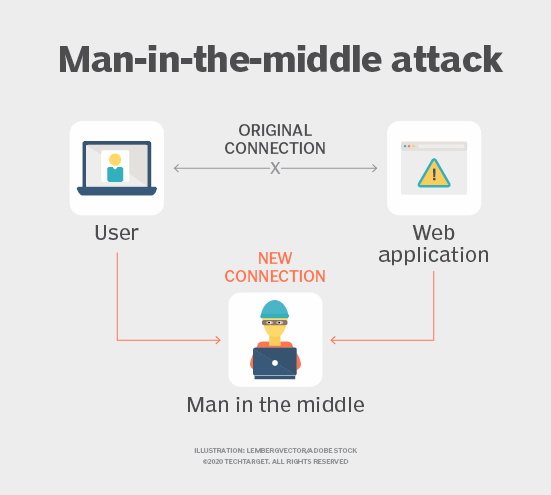 Man-in-the-middle attack
ORIGINAL
CONNECTION
X
!
User
Web
application
NEW
CONNECTION
Man in the middle
ILLUSTRATION: LEMBERGVECTOR/ADOBE STOCK
©2020 TECHTARGET. ALL RIGHTS RESERVED